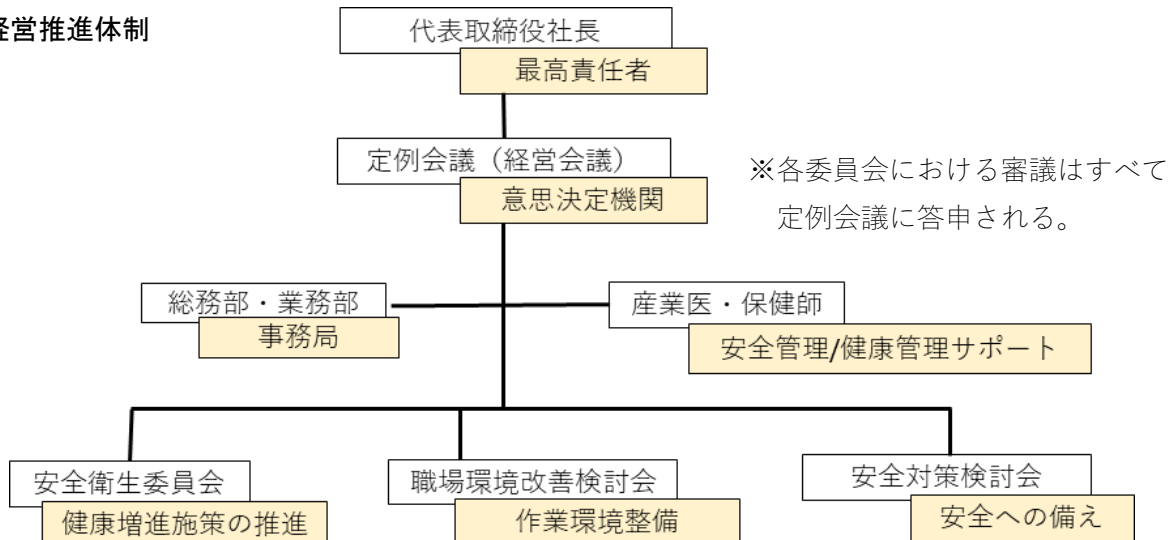 経営推進体制
代表取締役社長
最高責任者
定例会議（経営会議）
意思決定機関
※各委員会における審議はすべて
定例会議に答申される。
総務部・業務部
事務局
産業医・保健師
安全管理/健康管理サポート
安全衛生委員会
健康増進施策の推進
職場環境改善検討会
作業環境整備
安全対策検討会
安全への備え